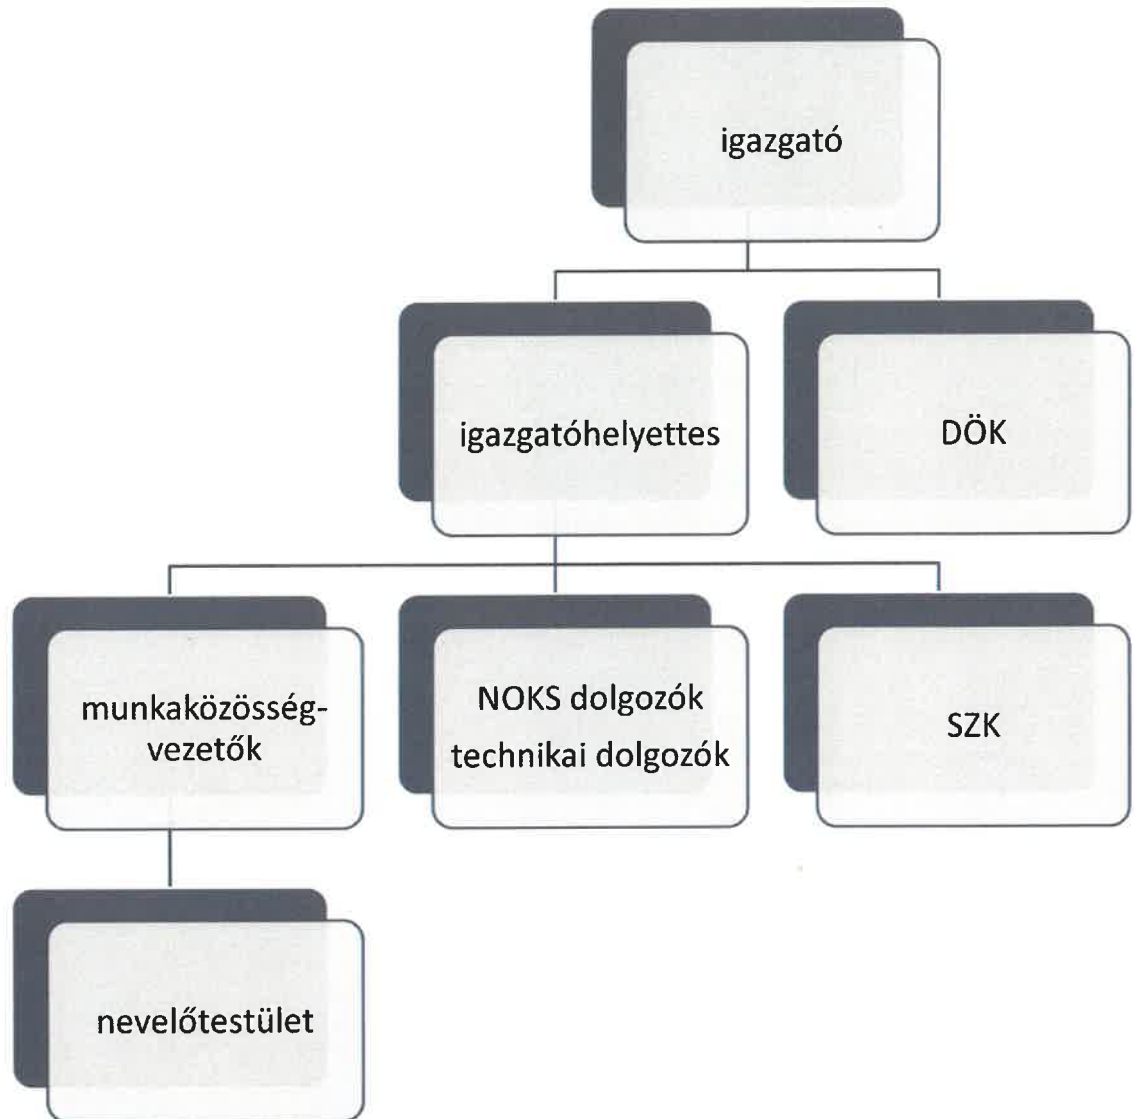 igazgató
igazgatóhelyettes
DÖK
munkaközösség-
vezetők
NOKS dolgozók
technikai dolgozók
SZK
nevelőtestület